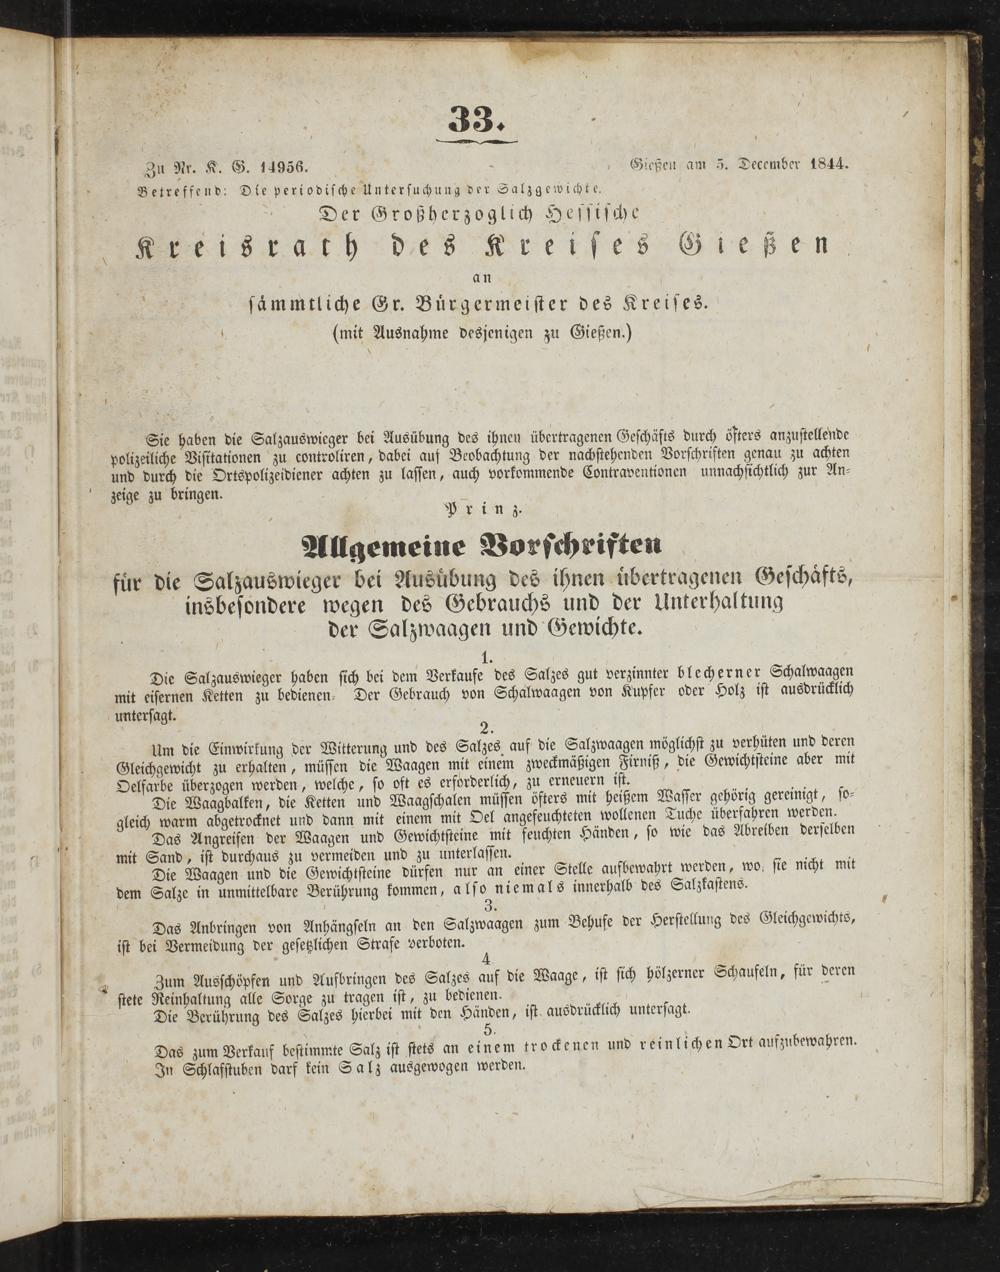 33.
Zu Nr. K. G. 14956. Gießen am 5. December 1844.
Betreffend: Die periodische Untersuchung der Salzgewichte.
Der Großherzoglich Hessische
Kreisrath des Kreises Gießen
an
sämmtliche Gr. Bürgermeister des Kreises.
(mit Ausnahme desjenigen zu Gießen.)
Sie haben die Salzauswieger bei Ausübung des ihnen übertragenen Geschäfts durch öfters anzustellende
polizeiliche Visitationen zu controliren, dabei auf Beobachtung der nachstehenden Vorschriften genau zu achten
und durch die Ortspolizeidiener achten zu lassen, auch vorkommende Contraventionen unnachsichtlich zur An-
zeige zu bringen.
Prinz.
Allgemeine Vorschriften
für die Salzauswieger bei Ausübung des ihnen übertragenen Geschäfts,
insbesondere wegen des Gebrauchs und der Unterhaltung
der Salzwaagen und Gewichte.
1.
Die Salzauswieger haben sich bei dem Verkaufe des Salzes gut verzinnter blecherner Schalwaagen
mit eisernen Ketten zu bedienen. Der Gebrauch von Schalwaagen von Kupfer oder Holz ist ausdrücklich
untersagt.
2.
Um die Einwirkung der Witterung und des Salzes auf die Salzwaagen möglichst zu verhüten und deren
Gleichgewicht zu erhalten, müssen die Waagen mit einem zweckmäßigen Firniß, die Gewichtsteine aber mit
Oelfarbe überzogen werden, welche, so oft es erforderlich, zu erneuern ist.
Die Waagbalken, die Ketten und Waagschalen müssen öfters mit heißem Wasser gehörig gereinigt, so-
gleich warm abgetrocknet und dann mit einem mit Oel angefeuchteten wollenen Tuche überfahren werden.
Das Angreifen der Waagen und Gewichtsteine mit feuchten Händen, so wie das Abreiben derselben
mit Sand, ist durchaus zu vermeiden und zu unterlassen.
Die Waagen und die Gewichtsteine dürfen nur an einer Stelle aufbewahrt werden, wo sie nicht mit
dem Salze in unmittelbare Berührung kommen, also niemals innerhalb des Salzkastens.
3.
Das Anbringen von Anhängseln an den Salzwaagen zum Behufe der Herstellung des Gleichgewichts,
ist bei Vermeidung der gesetzlichen Strafe verboten.
4.
Zum Ausschöpfen und Aufbringen des Salzes auf die Waage, ist sich hölzerner Schaufeln, für deren
stete Reinhaltung alle Sorge zu tragen ist, zu bedienen.
Die Berührung des Salzes hierbei mit den Händen, ist ausdrücklich untersagt.
5.
Das zum Verkauf bestimmte Salz ist stets an einem trockenen und reinlichen Ort aufzubewahren.
In Schlafstuben darf kein Salz ausgewogen werden.